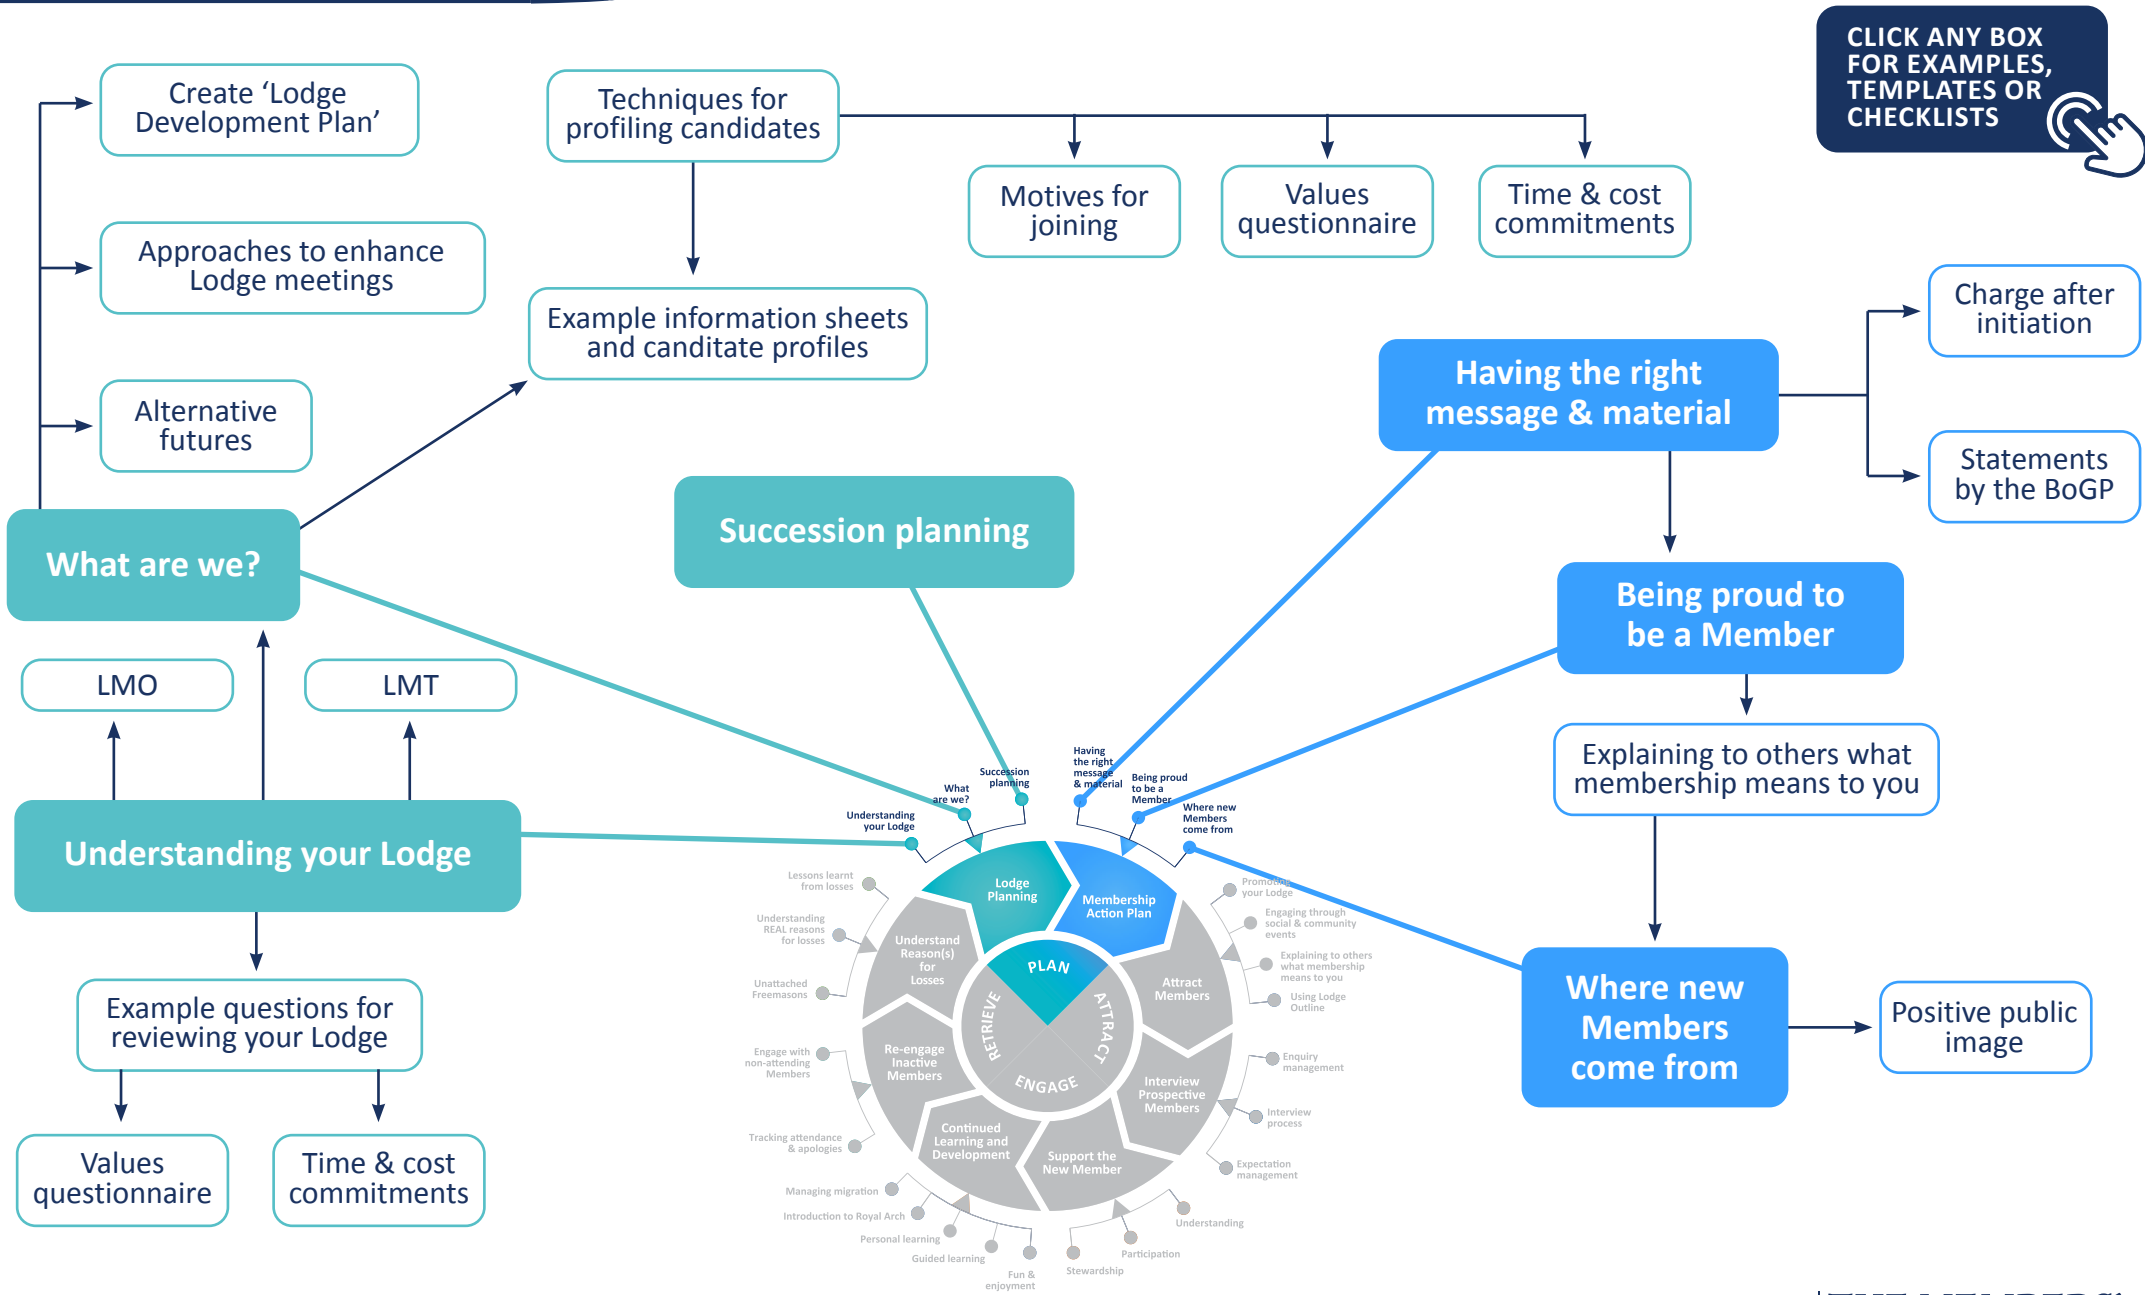 CLICK ANY BOX
FOR EXAMPLES,
TEMPLATES OR
CHECKLISTS
Create ‘Lodge
Development Plan’
Techniques for
profiling candidates
Motives for
joining
Values
questionnaire
Time & cost
commitments
Approaches to enhance
Lodge meetings
Example information sheets
and canditate profiles
Charge after
initiation
Alternative
futures
Having the right
message & material
Statements
by the BoGP
What are we?
Succession planning
Being proud to
be a Member
LMO
LMT
Explaining to others what
membership means to you
Understanding your Lodge
Where new
Members
come from
Positive public
image
Example questions for
reviewing your Lodge
Values
questionnaire
Time & cost
commitments
Understanding
your Lodge
What
are we?
Succession
planning
Having
the right
message
& material
Being proud
to be a
Member
Where new
Members
come from
Lodge
Planning
Membership
Action Plan
Attract
Members
Interview
Prospective
Members
Support the
New Member
Continued
Learning and
Development
Re-engage
Inactive
Members
Understand
Reason(s)
for
Losses
PLAN
ATTRACT
ENGAGE
RETRIEVE
Promoting
your Lodge
Engaging through
social & community
events
Explaining to others
what membership
means to you
Using Lodge
Outline
Enquiry
management
Interview
process
Expectation
management
Understanding
Participation
Stewardship
Fun &
enjoyment
Guided learning
Personal learning
Introduction to Royal Arch
Managing migration
Tracking attendance
& apologies
Engage with
non-attending
Members
Unattached
Freemasons
Understanding
REAL reasons
for losses
Lessons learnt
from losses
THE MEMBERS'